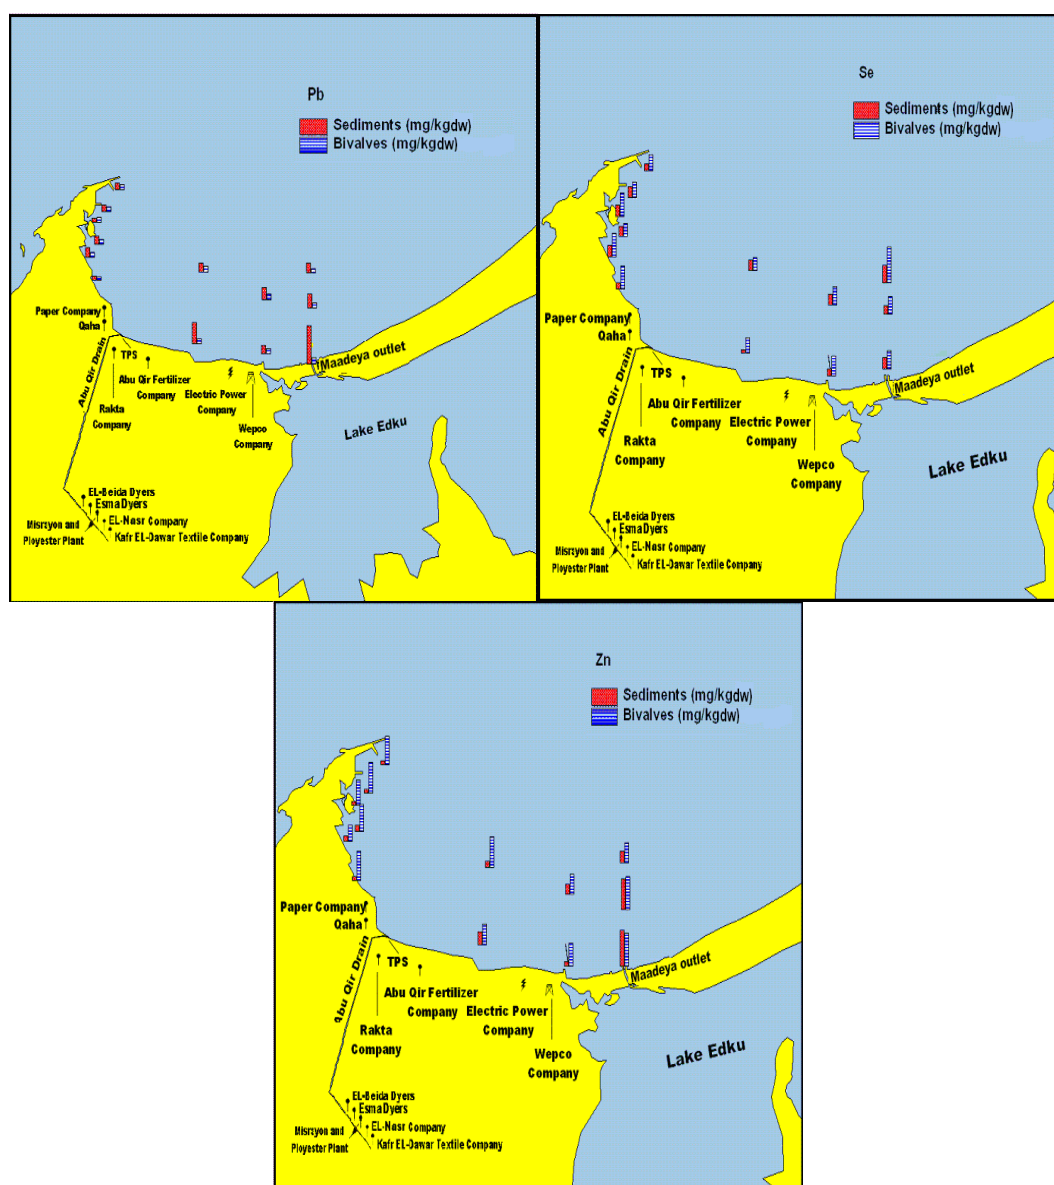 Pb
Sediments (mg/kgdw)
Bivalves (mg/kgdw)
Paper Company
Qaha
Abu Qir Drain
TPS
Abu Qir Fertilizer
Company
Rakta
Company
Electric Power
Company
Wepco
Company
Maadeya outlet
Lake Edku
EL-Beida Dyers
Esma Dyers
EL-Nasr Company
Misrzyon and
Ployester Plant
Kafr EL-Dawar Textile Company
Se
Sediments (mg/kgdw)
Bivalves (mg/kgdw)
Paper Company
Qaha
Abu Qir Drain
TPS
Abu Qir Fertilizer
Company
Rakta
Company
Electric Power
Company
Wepco
Company
Maadeya outlet
Lake Edku
EL-Beida Dyers
Esma Dyers
EL-Nasr Company
Misrzyon and
Ployester Plant
Kafr EL-Dawar Textile Company
Zn
Sediments (mg/kgdw)
Bivalves (mg/kgdw)
Paper Company
Qaha
Abu Qir Drain
TPS
Abu Qir Fertilizer
Company
Rakta
Company
Electric Power
Company
Wepco
Company
Maadeya outlet
Lake Edku
EL-Beida Dyers
Esma Dyers
EL-Nasr Company
Misrzyon and
Ployester Plant
Kafr EL-Dawar Textile Company